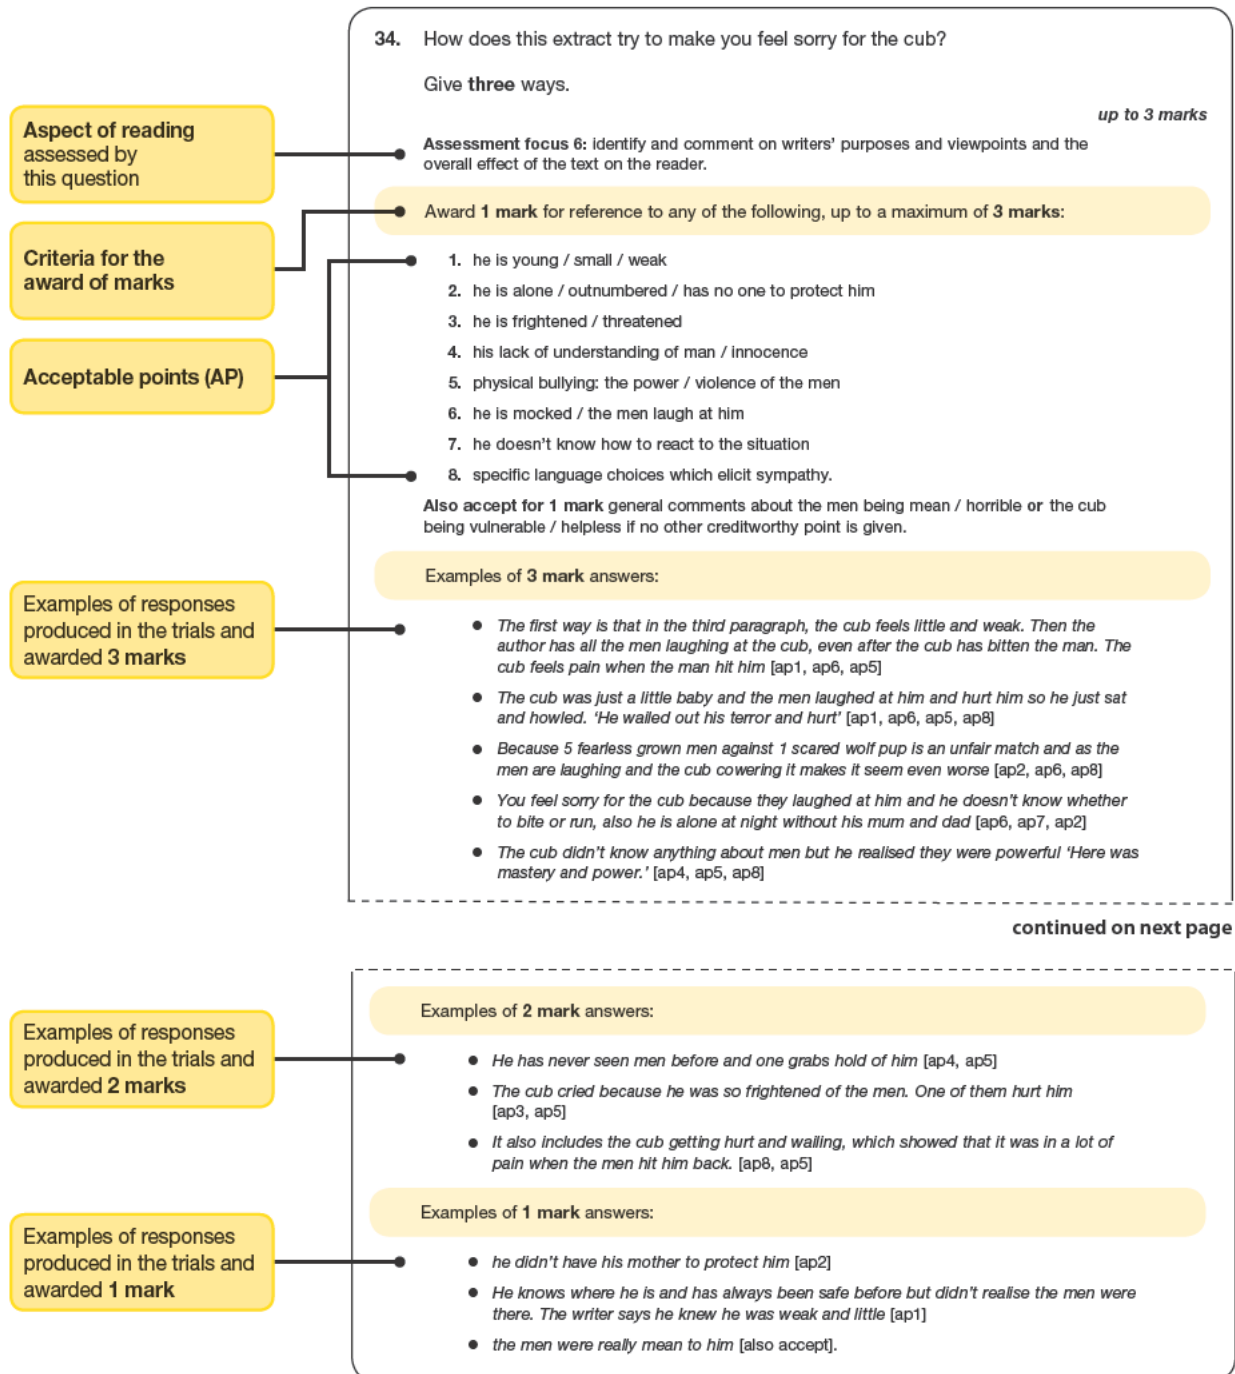 34. How does this extract try to make you feel sorry for the cub?
Give three ways.
up to 3 marks
Aspect of reading
assessed by
this question
Assessment focus 6: identify and comment on writers' purposes and viewpoints and the
overall effect of the text on the reader.
Criteria for the
award of marks
Award 1 mark for reference to any of the following, up to a maximum of 3 marks:
Acceptable points (AP)
1. he is young / small / weak
2. he is alone / outnumbered / has no one to protect him
3. he is frightened / threatened
4. his lack of understanding of man / innocence
5. physical bullying: the power / violence of the men
6. he is mocked / the men laugh at him
7. he doesn't know how to react to the situation
8. specific language choices which elicit sympathy.
Also accept for 1 mark general comments about the men being mean / horrible or the cub
being vulnerable / helpless if no other creditworthy point is given.
Examples of 3 mark answers:
Examples of responses
produced in the trials and
awarded 3 marks
● The first way is that in the third paragraph, the cub feels little and weak. Then the
author has all the men laughing at the cub, even after the cub has bitten the man. The
cub feels pain when the man hit him [ap1, ap6, ap5]
● The cub was just a little baby and the men laughed at him and hurt him so he just sat
and howled. 'He wailed out his terror and hurt' [ap1, ap6, ap5, ap8]
● Because 5 fearless grown men against 1 scared wolf pup is an unfair match and as the
men are laughing and the cub cowering it makes it seem even worse [ap2, ap6, ap8]
● You feel sorry for the cub because they laughed at him and he doesn't know whether
to bite or run, also he is alone at night without his mum and dad [ap6, ap7, ap2]
● The cub didn't know anything about men but he realised they were powerful 'Here was
mastery and power.' [ap4, ap5, ap8]
continued on next page
Examples of 2 mark answers:
Examples of responses
produced in the trials and
awarded 2 marks
● He has never seen men before and one grabs hold of him [ap4, ap5]
● The cub cried because he was so frightened of the men. One of them hurt him
[ap3, ap5]
● It also includes the cub getting hurt and wailing, which showed that it was in a lot of
pain when the men hit him back. [ap8, ap5]
Examples of 1 mark answers:
Examples of responses
produced in the trials and
awarded 1 mark
● he didn't have his mother to protect him [ap2]
● He knows where he is and has always been safe before but didn't realise the men were
there. The writer says he knew he was weak and little [ap1]
● the men were really mean to him [also accept].